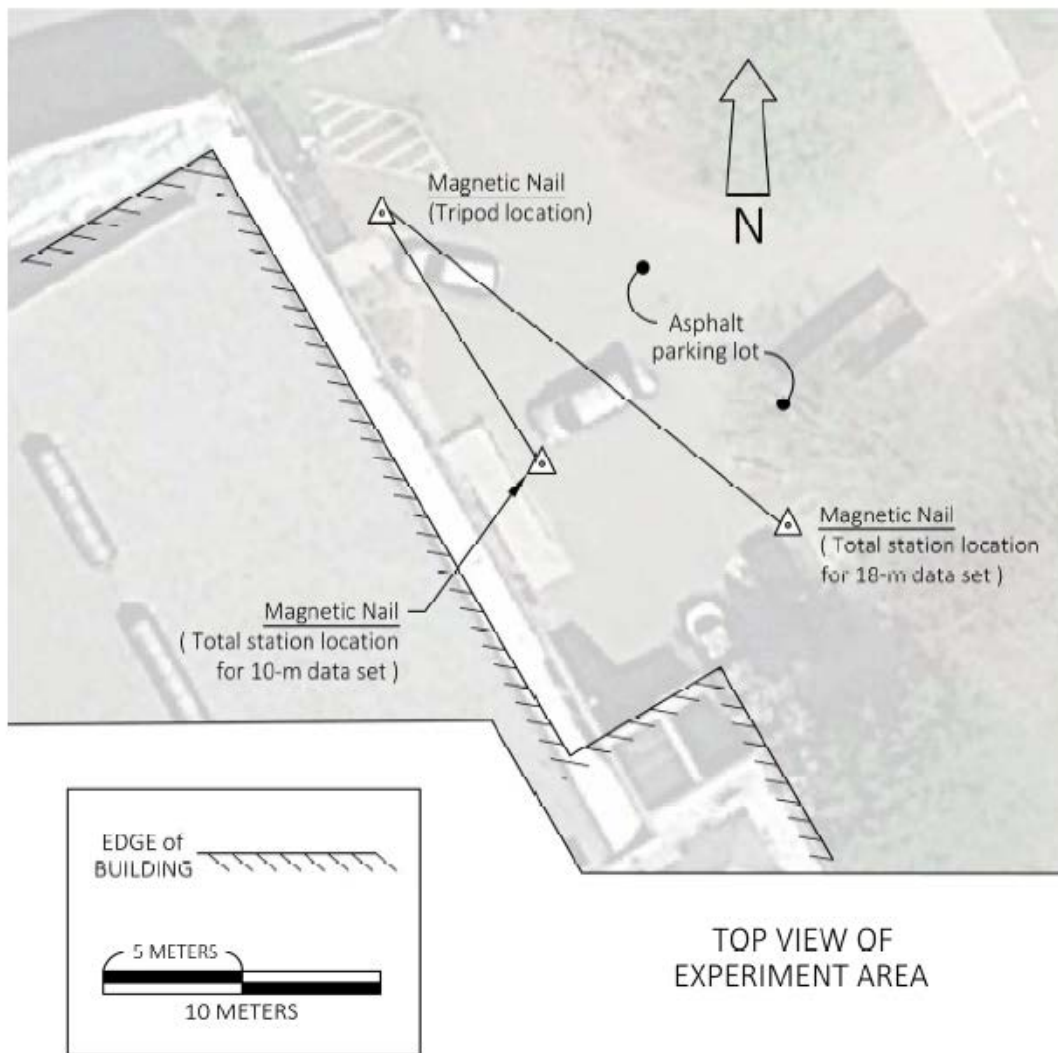 Magnetic Nail
(Tripod location)
N
Asphalt
parking lot
Magnetic Nail
( Total station location
for 18-m data set )
Magnetic Nail
( Total station location
for 10-m data set )
EDGE of
BUILDING
5 METERS
10 METERS
TOP VIEW OF
EXPERIMENT AREA